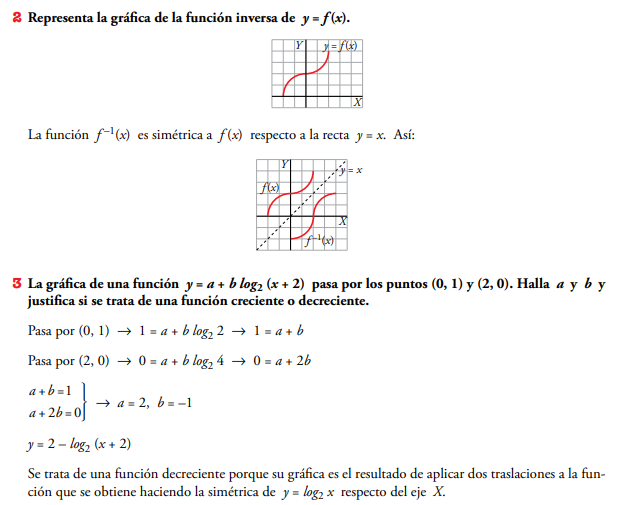 2 Representa la gráfica de la función inversa de y = f(x).
Y y = f(x)
X
La función f⁻¹(x) es simétrica a f(x) respecto a la recta y = x. Así:
Y y = x
f(x)
X
f⁻¹(x)
3 La gráfica de una función y = a + b log₂ (x + 2) pasa por los puntos (0, 1) y (2, 0). Halla a y b y
justifica si se trata de una función creciente o decreciente.
Pasa por (0, 1) → 1 = a + b log₂ 2 → 1 = a + b
Pasa por (2, 0) → 0 = a + b log₂ 4 → 0 = a + 2b
a + b = 1
a + 2b = 0} → a = 2, b = −1
y = 2 − log₂ (x + 2)
Se trata de una función decreciente porque su gráfica es el resultado de aplicar dos traslaciones a la fun-
ción que se obtiene haciendo la simétrica de y = log₂ x respecto del eje X.